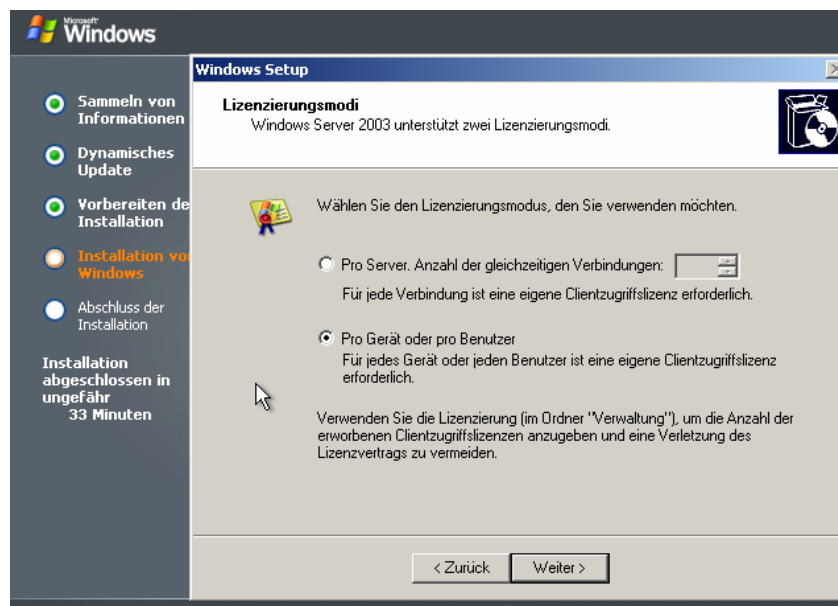 Microsoft
Windows
Sammeln von
Informationen
Dynamisches
Update
Vorbereiten de
Installation
Installation vo
Windows
Abschluss der
Installation
Installation
abgeschlossen in
ungefähr
33 Minuten
Windows Setup
Lizenzierungsmodi
Windows Server 2003 unterstützt zwei Lizenzierungsmodi.
Wählen Sie den Lizenzierungsmodus, den Sie verwenden möchten.
Pro Server. Anzahl der gleichzeitigen Verbindungen:
Für jede Verbindung ist eine eigene Clientzugriffslizenz erforderlich.
Pro Gerät oder pro Benutzer
Für jedes Gerät oder jeden Benutzer ist eine eigene Clientzugriffslizenz
erforderlich.
Verwenden Sie die Lizenzierung (im Ordner "Verwaltung"), um die Anzahl der
erworbenen Clientzugriffslizenzen anzugeben und eine Verletzung des
Lizenzvertrags zu vermeiden.
< Zurück
Weiter >